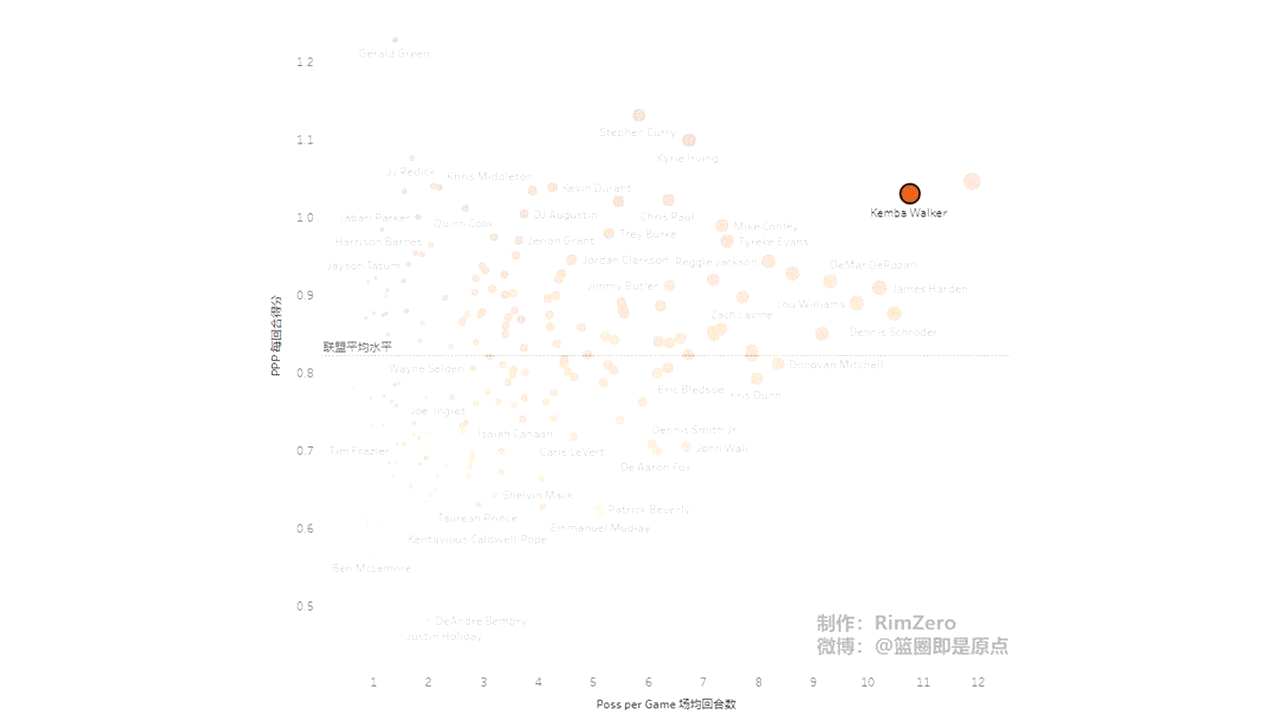 Gerald Green
1.2
Stephen Curry
1.1
Kyrie Irving
JJ Redick
Khris Middleton
Kevin Durant
1.0
Jabari Parker
Quinn Cook
DJ Augustin
Chris Paul
Kemba Walker
Mike Conley
Harrison Barnes
Jerian Grant
Trey Burke
Tyreke Evans
Jayson Tatum
Jordan Clarkson
Reggie Jackson
DeMar DeRozan
Jimmy Butler
James Harden
0.9
Lou Williams
Zach Lavine
Dennis Schroder
PPP 每回合得分
联盟平均水平
Wayne Selden
0.8
Donovan Mitchell
Eric Bledsoe
Kris Dunn
Joe Ingles
Isaiah Canaan
Dennis Smith Jr.
0.7
Tim Frazier
Caris LeVert
John Wall
De'Aaron Fox
Shelvin Mack
Patrick Beverly
Taurean Prince
0.6
Emmanuel Mudiay
Kentavious Caldwell-Pope
Ben McLemore
0.5
DeAndre Bembry
Justin Holiday
制作：RimZero
微博：@篮圈即是原点
1 2 3 4 5 6 7 8 9 10 11 12
Poss per Game 场均回合数